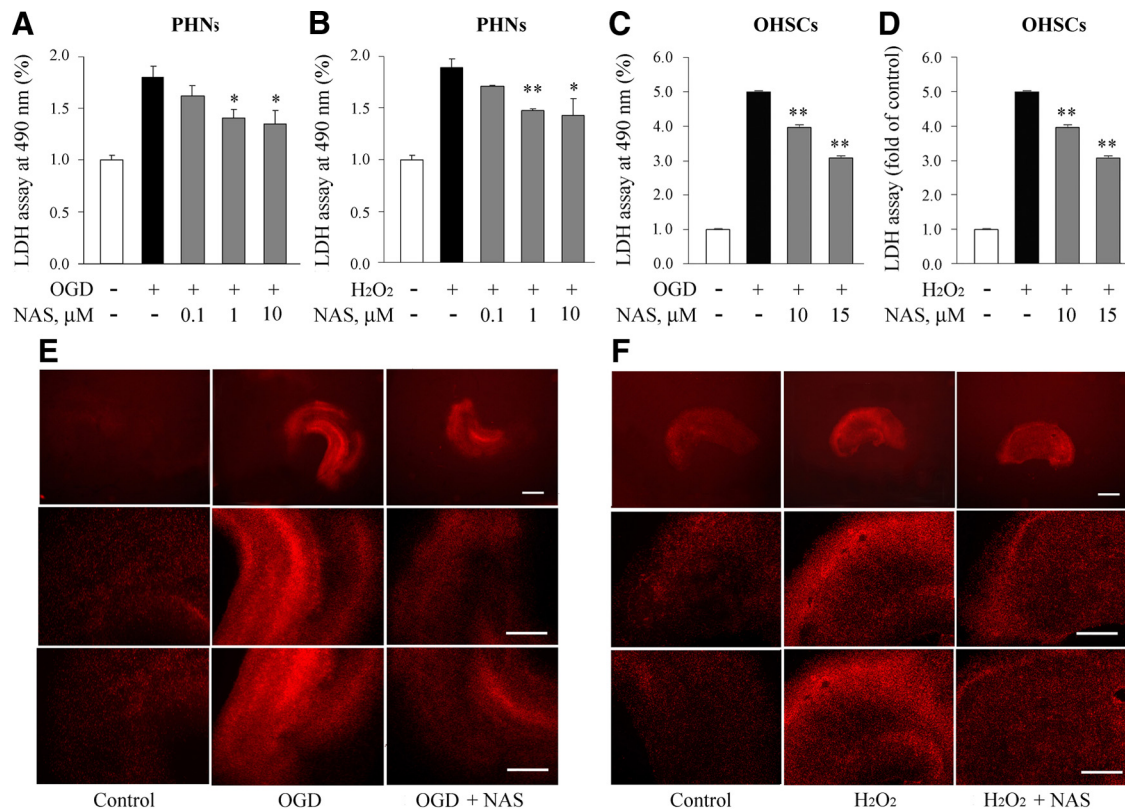 A PHNs
LDH assay at 490 nm (%)
2.0
1.5
1.0
0.5
0.0
* *
OGD - + + + +
NAS, μM - - 0.1 1 10
B PHNs
LDH assay at 490 nm (%)
2.0
1.5
1.0
0.5
0.0
** *
H2O2 - + + + +
NAS, μM - - 0.1 1 10
C OHSCs
LDH assay at 490 nm (%)
6.0
5.0
4.0
3.0
2.0
1.0
0.0
** **
OGD - + + +
NAS, μM - - 10 15
D OHSCs
LDH assay (fold of control)
6.0
5.0
4.0
3.0
2.0
1.0
0.0
** **
H2O2 - + + +
NAS, μM - - 10 15
E
Control OGD OGD + NAS
F
Control H2O2 H2O2 + NAS